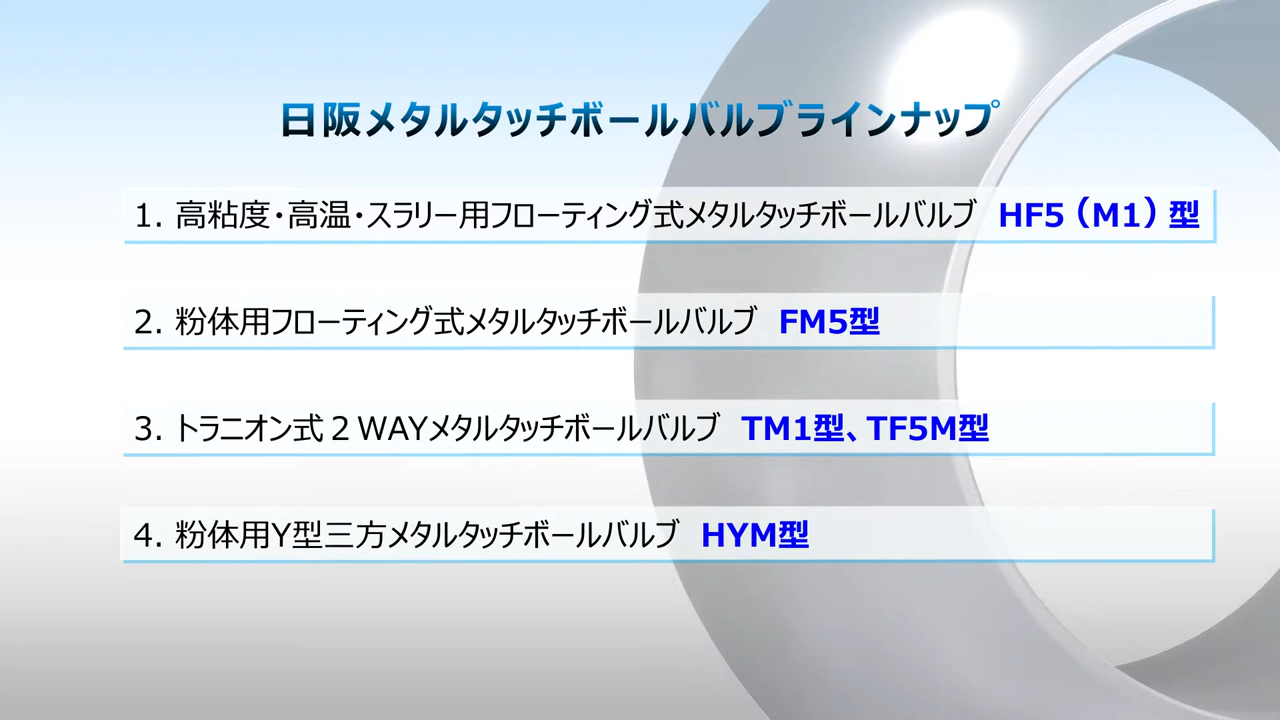 日阪メタルタッチボールバルブラインナップ
1. 高粘度・高温・スラリー用フローティング式メタルタッチボールバルブ HF5（M1）型
2. 粉体用フローティング式メタルタッチボールバルブ FM5型
3. トラニオン式２WAYメタルタッチボールバルブ TM1型、TF5M型
4. 粉体用Y型三方メタルタッチボールバルブ HYM型